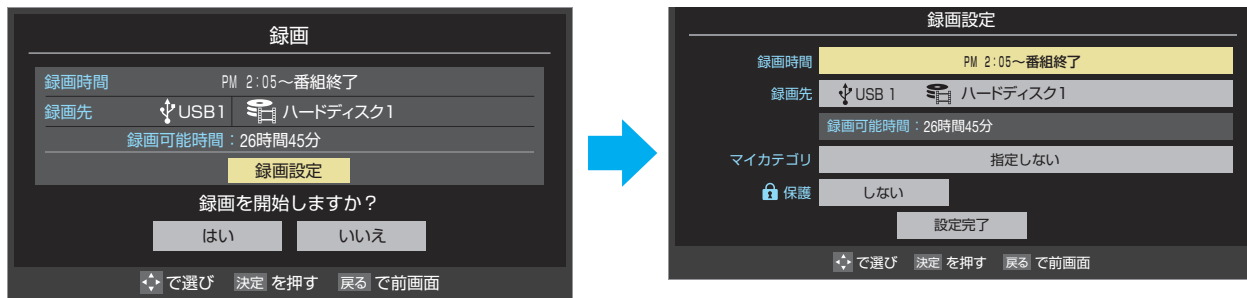 録画
録画時間 PM 2:05～番組終了
録画先 USB1 ハードディスク1
録画可能時間：26時間45分
録画設定
録画を開始しますか？
はい いいえ
で選び 決定 を押す 戻る で前画面
録画設定
録画時間 PM 2:05～番組終了
録画先 USB 1 ハードディスク1
録画可能時間：26時間45分
マイカテゴリ 指定しない
保護 しない
設定完了
で選び 決定 を押す 戻る で前画面